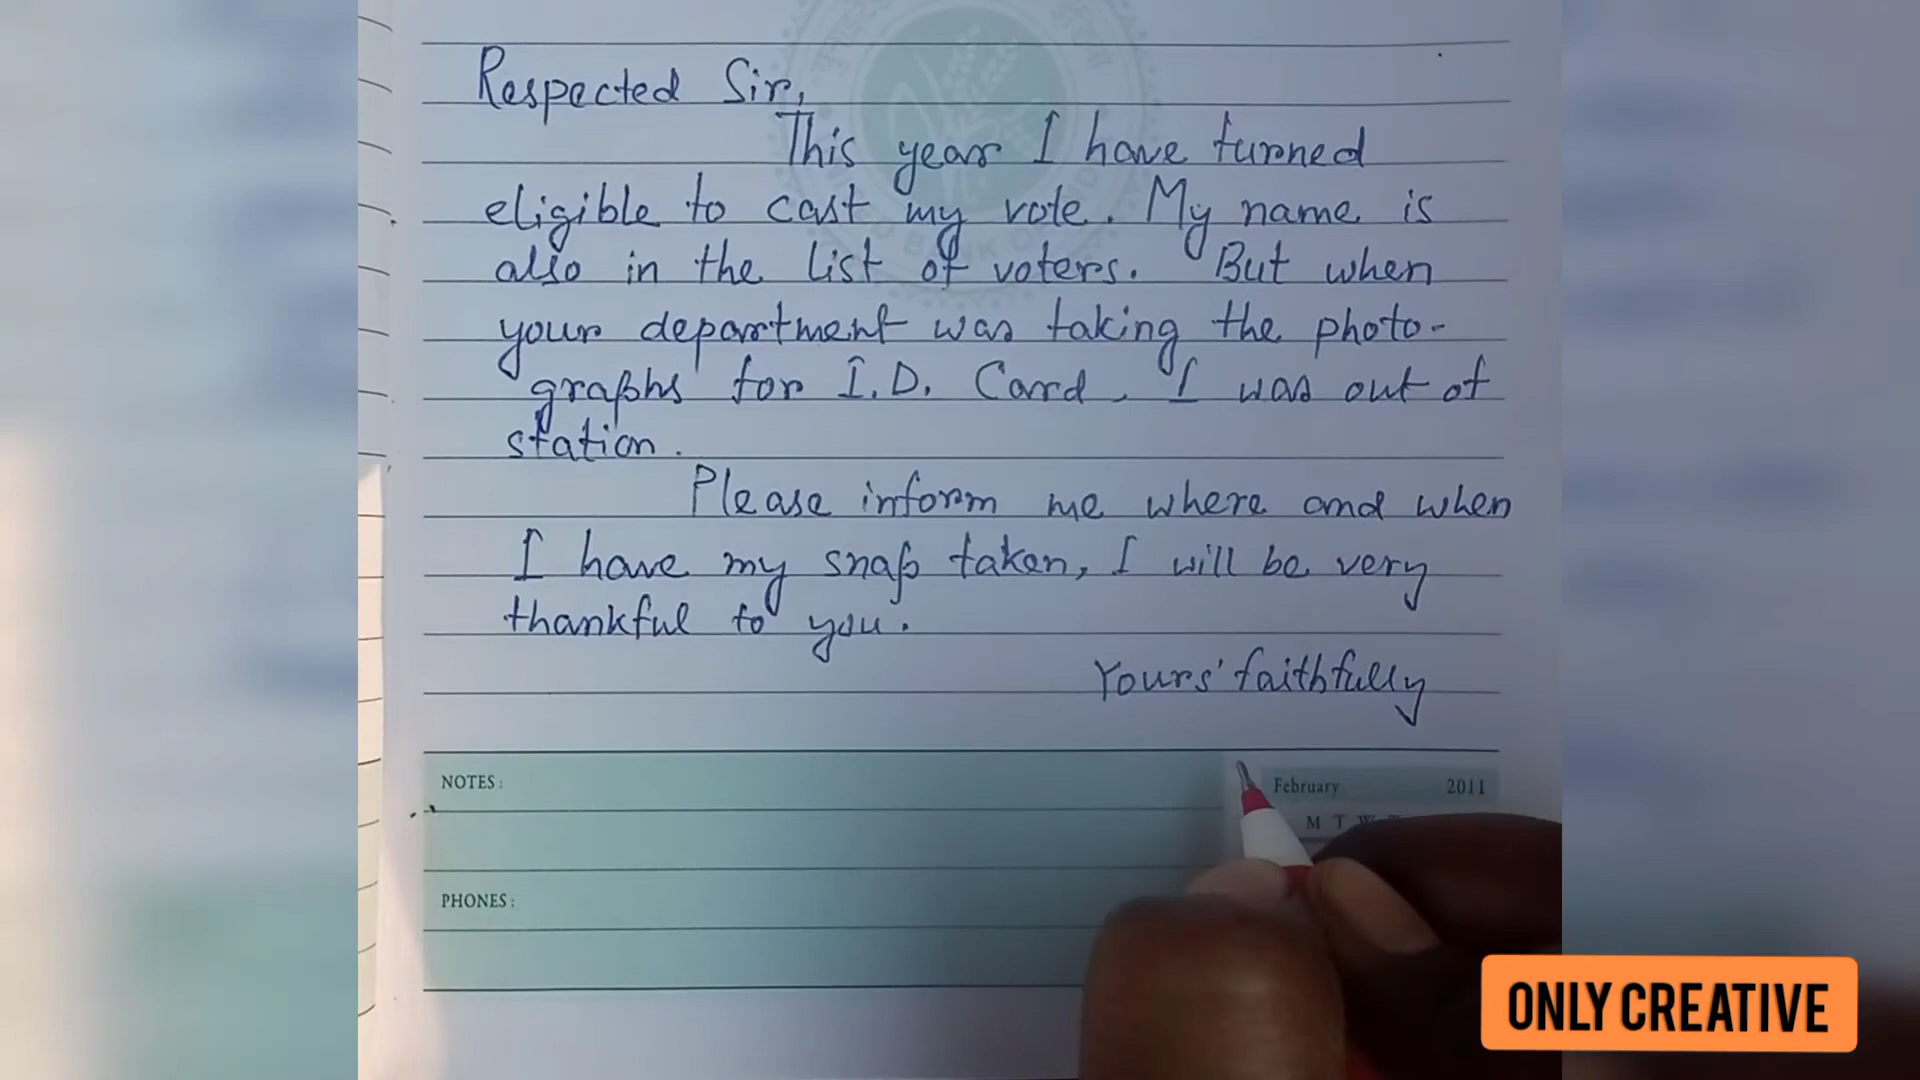 Respected Sir,
This year I have turned
eligible to cast my vote. My name is
also in the list of voters. But when
your department was taking the photo-
graphs for I.D. Card, I was out of
station.
Please inform me where and when
I have my snap taken, I will be very
thankful to you.
Yours' faithfully
NOTES:
February 2011
M T W T
PHONES:
ONLY CREATIVE